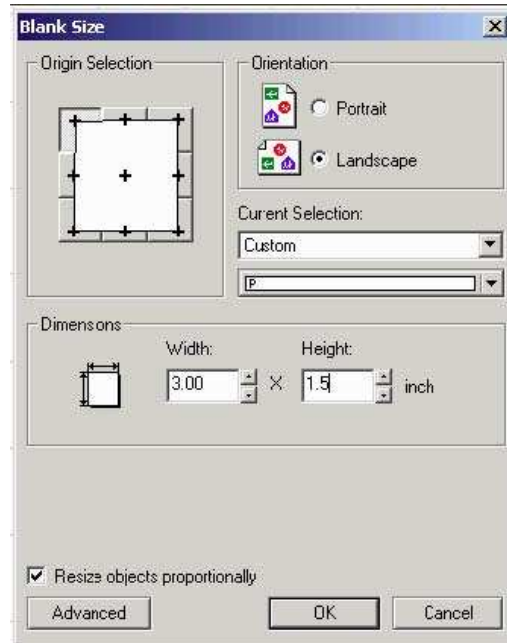 Blank Size
Origin Selection
Orientation
Portrait
Landscape
Curent Selection:
Custom
P
Dimensons
Width:
Height:
3.00
X
1.5
inch
Resize objects proportionally
Advanced
OK
Cancel